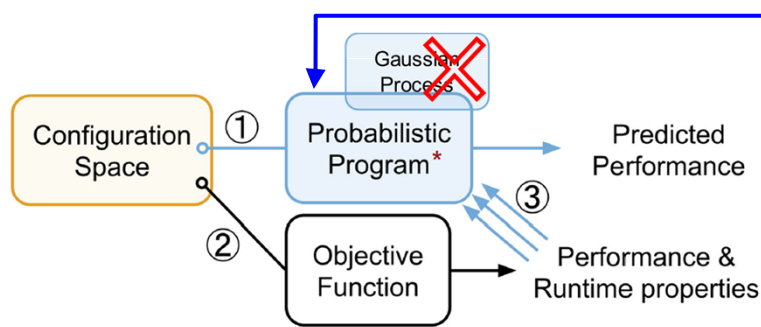 Gaussian
Process
①
Configuration
Space
Probabilistic
Program*
Predicted
Performance
③
②
Objective
Function
Performance &
Runtime properties